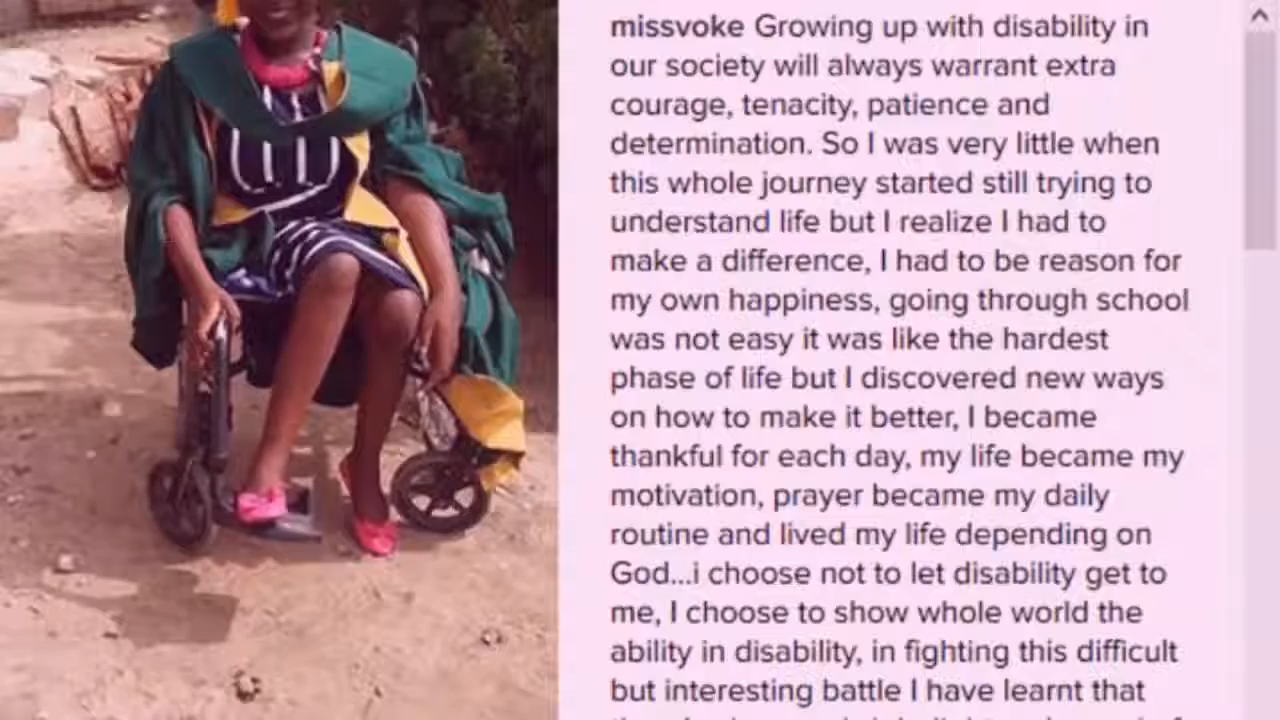 missvoke Growing up with disability in
our society will always warrant extra
courage, tenacity, patience and
determination. So I was very little when
this whole journey started still trying to
understand life but I realize I had to
make a difference, I had to be reason for
my own happiness, going through school
was not easy it was like the hardest
phase of life but I discovered new ways
on how to make it better, I became
thankful for each day, my life became my
motivation, prayer became my daily
routine and lived my life depending on
God...i choose not to let disability get to
me, I choose to show whole world the
ability in disability, in fighting this difficult
but interesting battle I have learnt that